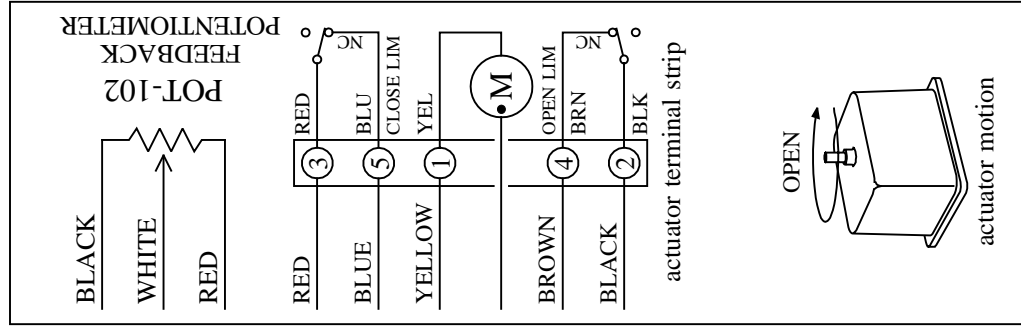 POT-102
FEEDBACK
POTENTIOMETER
BLACK
WHITE
RED
NC
NC
RED
BLU
CLOSE LIM
YEL
M
OPEN LIM
BRN
BLK
3
5
1
4
2
RED
BLUE
YELLOW
BROWN
BLACK
actuator terminal strip
OPEN
actuator motion